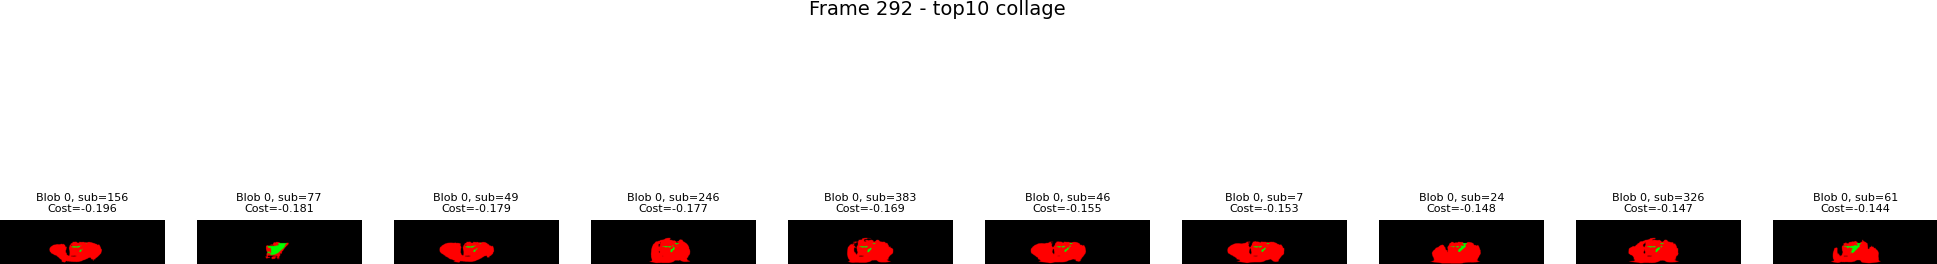 Frame 292 - top10 collage
Blob 0, sub=156
Cost=-0.196
Blob 0, sub=77
Cost=-0.181
Blob 0, sub=49
Cost=-0.179
Blob 0, sub=246
Cost=-0.177
Blob 0, sub=383
Cost=-0.169
Blob 0, sub=46
Cost=-0.155
Blob 0, sub=7
Cost=-0.153
Blob 0, sub=24
Cost=-0.148
Blob 0, sub=326
Cost=-0.147
Blob 0, sub=61
Cost=-0.144